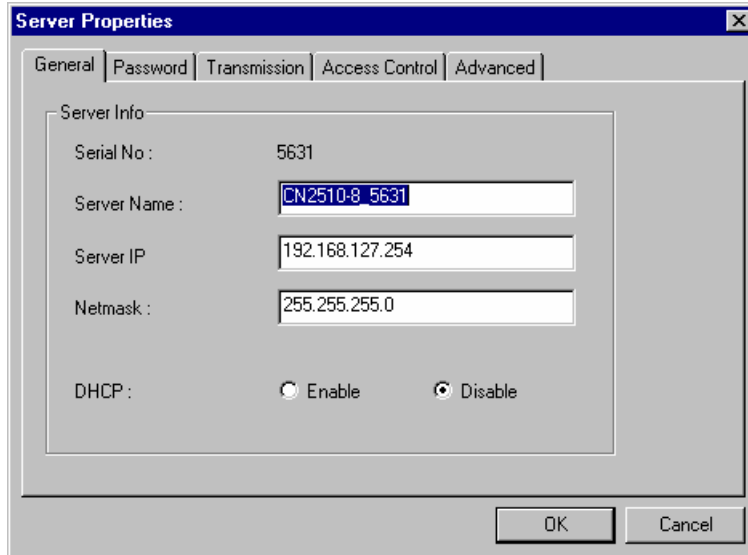 Server Properties
General Password Transmission Access Control Advanced
Server Info
Serial No : 5631
Server Name : CN2510-8_5631
Server IP 192.168.127.254
Netmask : 255.255.255.0
DHCP : Enable Disable
OK Cancel